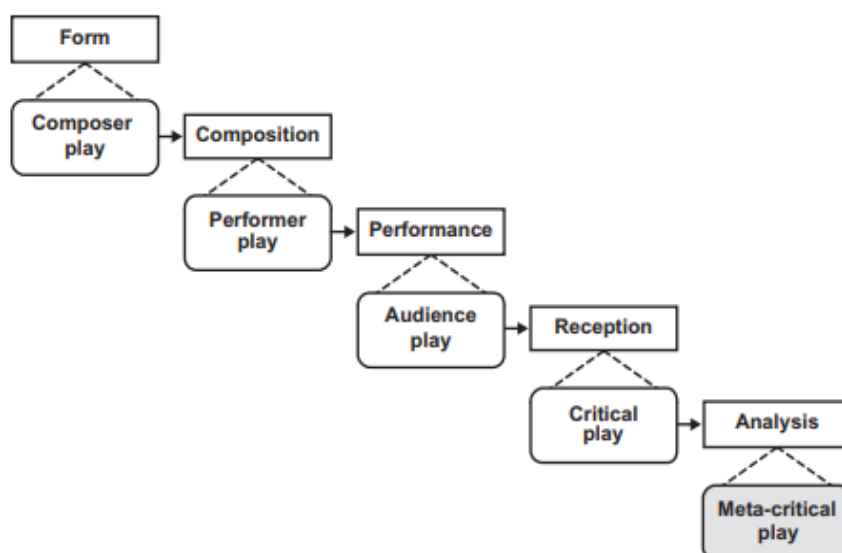 Form
Composer
play
Composition
Performer
play
Performance
Audience
play
Reception
Critical
play
Analysis
Meta-critical
play